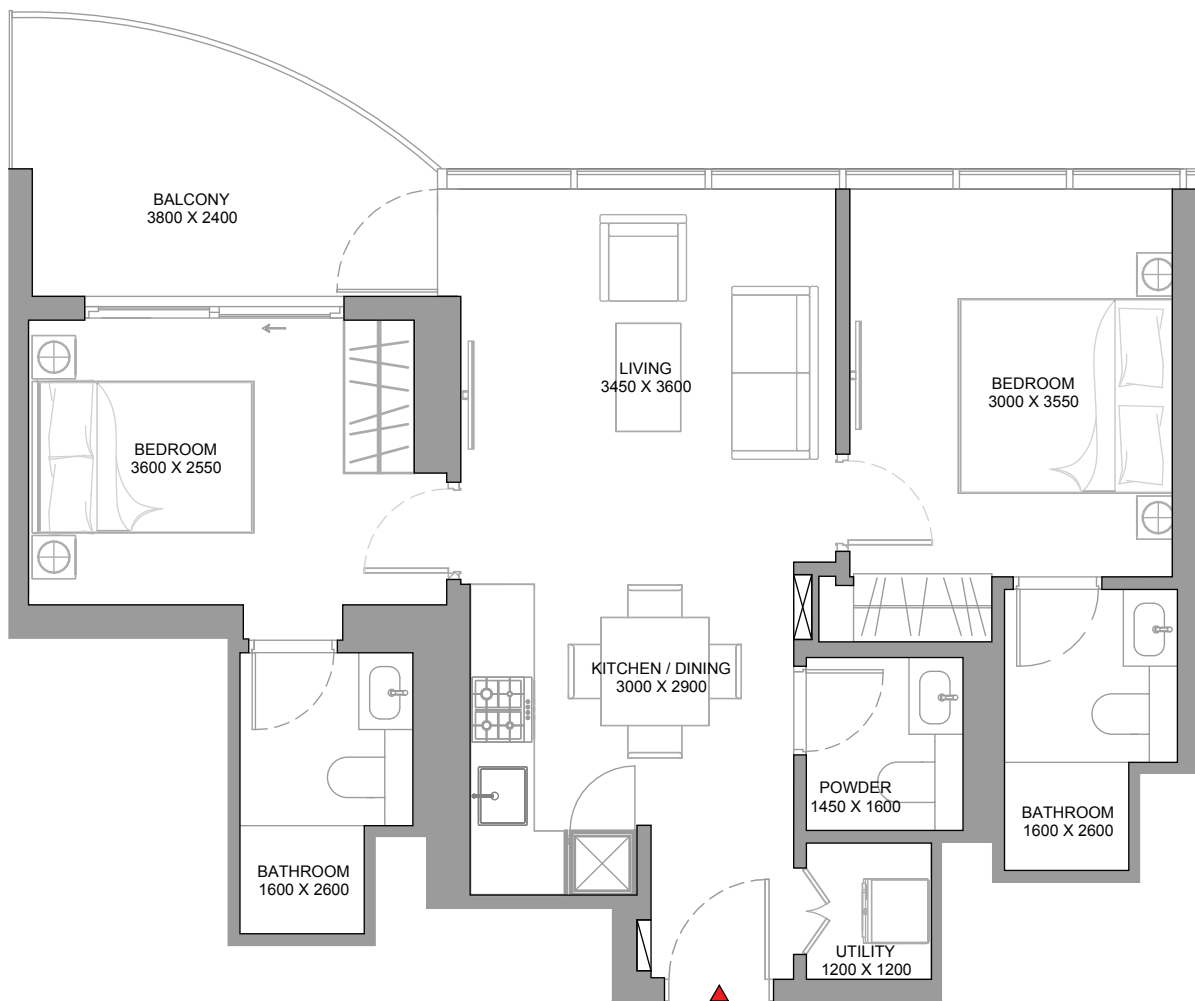 BALCONY
3800 X 2400
LIVING
3450 X 3600
BEDROOM
3000 X 3550
BEDROOM
3600 X 2550
KITCHEN / DINING
3000 X 2900
POWDER
1450 X 1600
BATHROOM
1600 X 2600
BATHROOM
1600 X 2600
UTILITY
1200 X 1200